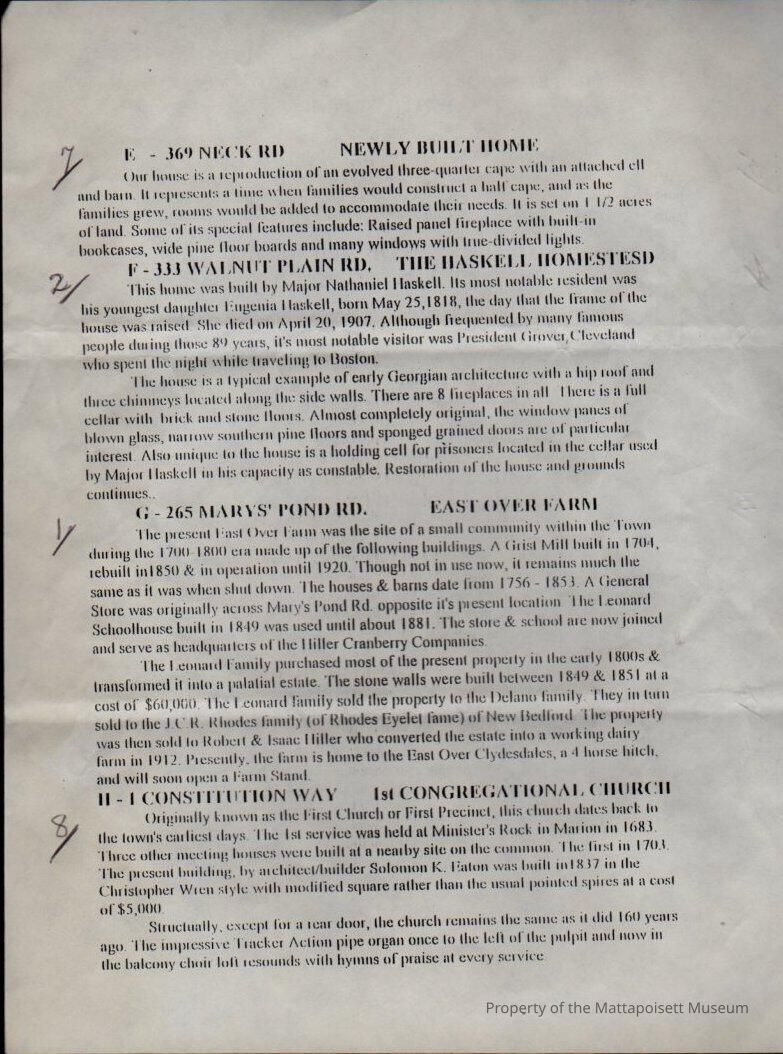 7/
E - 369 NECK RD NEWLY BUILT HOME
Our house is a reproduction of an evolved three-quarter cape with an attached ell
and barn. It represents a time when families would construct a half cape, and as the
families grew, rooms would be added to accommodate their needs. It is set on 1 1/2 acres
of land. Some of its special features include: Raised panel fireplace with built-in
bookcases, wide pine floor boards and many windows with true-divided lights.
2/
F - 333 WALNUT PLAIN RD, THE HASKELL HOMESTESD
This home was built by Major Nathaniel Haskell. Its most notable resident was
his youngest daughter Eugenia Haskell, born May 25,1818, the day that the frame of the
house was raised. She died on April 20, 1907. Although frequented by many famous
people during those 89 years, it's most notable visitor was President Grover,Cleveland
who spent the night while traveling to Boston.
The house is a typical example of early Georgian architecture with a hip roof and
three chimneys located along the side walls. There are 8 fireplaces in all There is a full
cellar with brick and stone floors. Almost completely original, the window panes of
blown glass, narrow southern pine floors and sponged grained doors are of particular
interest. Also unique to the house is a holding cell for prisoners located in the cellar used
by Major Haskell in his capacity as constable. Restoration of the house and grounds
continues..
1/
G - 265 MARYS' POND RD. EAST OVER FARM
The present East Over Farm was the site of a small community within the Town
during the 1700-1800 era made up of the following buildings. A Grist Mill built in 1704,
rebuilt in1850 & in operation until 1920. Though not in use now, it remains much the
same as it was when shut down. The houses & barns date from 1756 - 1853. A General
Store was originally across Mary's Pond Rd. opposite it's present location. The Leonard
Schoolhouse built in 1849 was used until about 1881. The store & school are now joined
and serve as headquarters of the Hiller Cranberry Companies.
The Leonard Family purchased most of the present property in the early 1800s &
transformed it into a palatial estate. The stone walls were built between 1849 & 1851 at a
cost of $60,000. The Leonard family sold the property to the Delano family. They in turn
sold to the J.C.R. Rhodes family (of Rhodes Eyelet fame) of New Bedford. The property
was then sold to Robert & Isaac Hiller who converted the estate into a working dairy
farm in 1912. Presently, the farm is home to the East Over Clydesdales, a 4 horse hitch,
and will soon open a Farm Stand.
8/
H - 1 CONSTITUTION WAY 1st CONGREGATIONAL CHURCH
Originally known as the First Church or First Precinct, this church dates back to
the town's earliest days. The 1st service was held at Minister's Rock in Marion in 1683.
Three other meeting houses were built at a nearby site on the common. The first in 1703.
The present building, by architect/builder Solomon K. Eaton was built in1837 in the
Christopher Wren style with modified square rather than the usual pointed spires at a cost
of $5,000.
Structually, except for a rear door, the church remains the same as it did 160 years
ago. The impressive Tracker Action pipe organ once to the left of the pulpit and now in
the balcony choir loft resounds with hymns of praise at every service.
Property of the Mattapoisett Museum